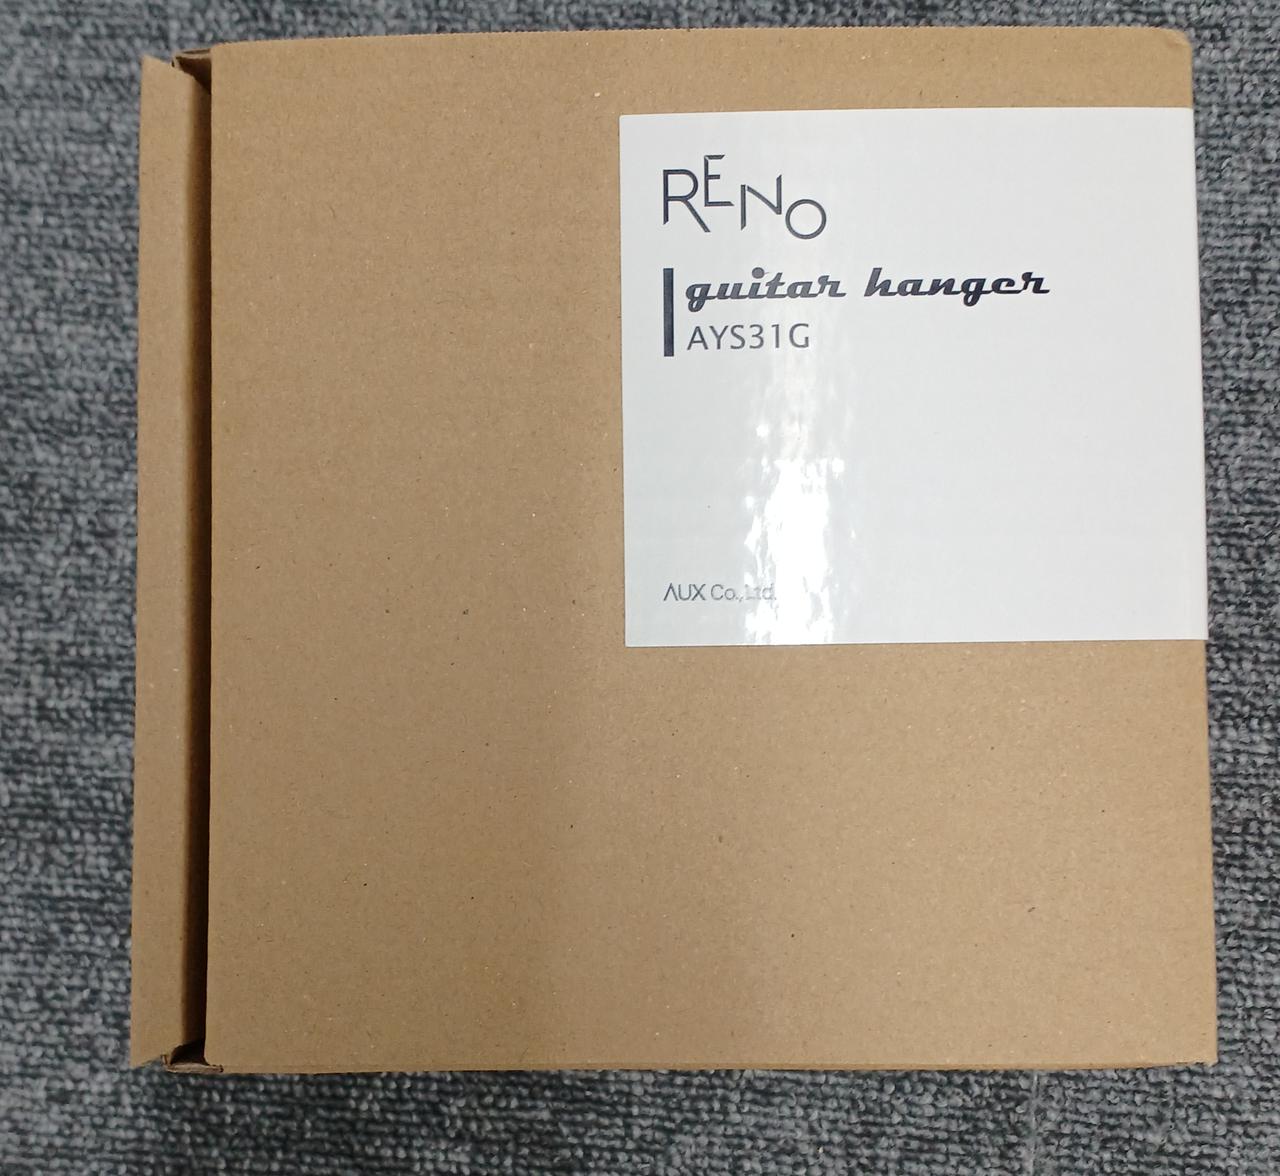 RENO
guitar hanger
AYS31G
AUX Co.,Ltd.